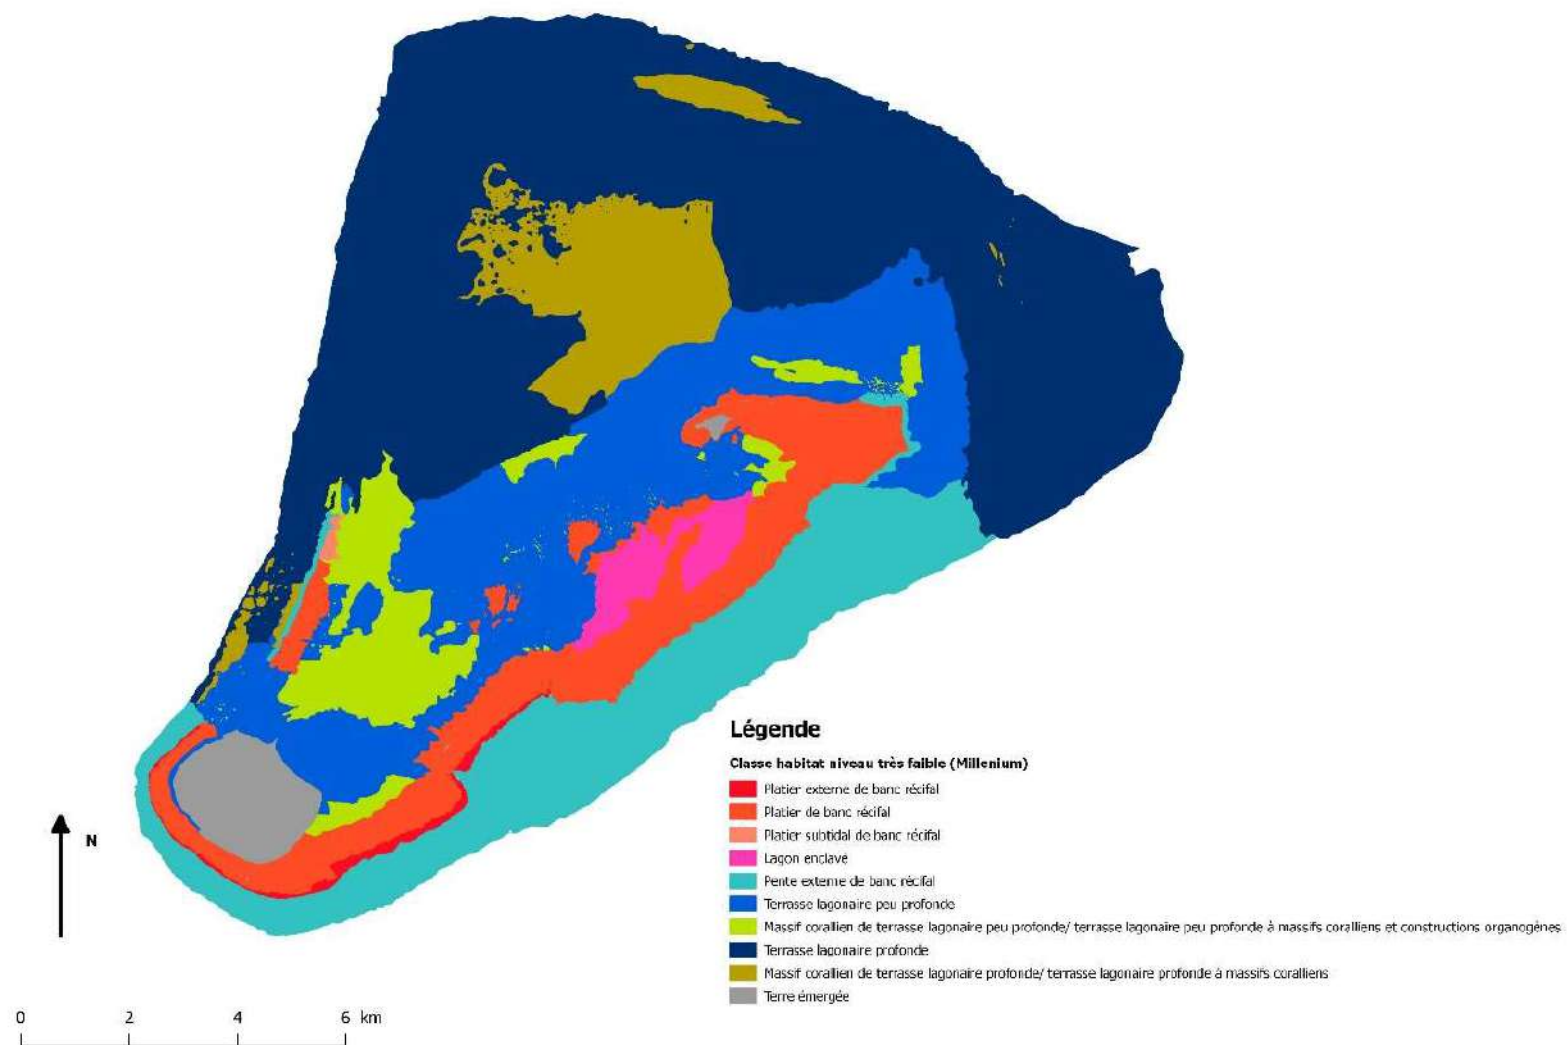 N
Légende
Classe habitat niveau très faible (Millenium)
Platier externe de banc récifal
Platier de banc récifal
Platier subtidal de banc récifal
Lagon enclavé
Pente externe de banc récifal
Terrasse lagonaire peu profonde
Massif corallien de terrasse lagonaire peu profonde/ terrasse lagonaire peu profonde à massifs coralliens et constructions organogènes
Terrasse lagonaire profonde
Massif corallien de terrasse lagonaire profonde/ terrasse lagonaire profonde à massifs coralliens
Terre émergée
0 2 4 6 km